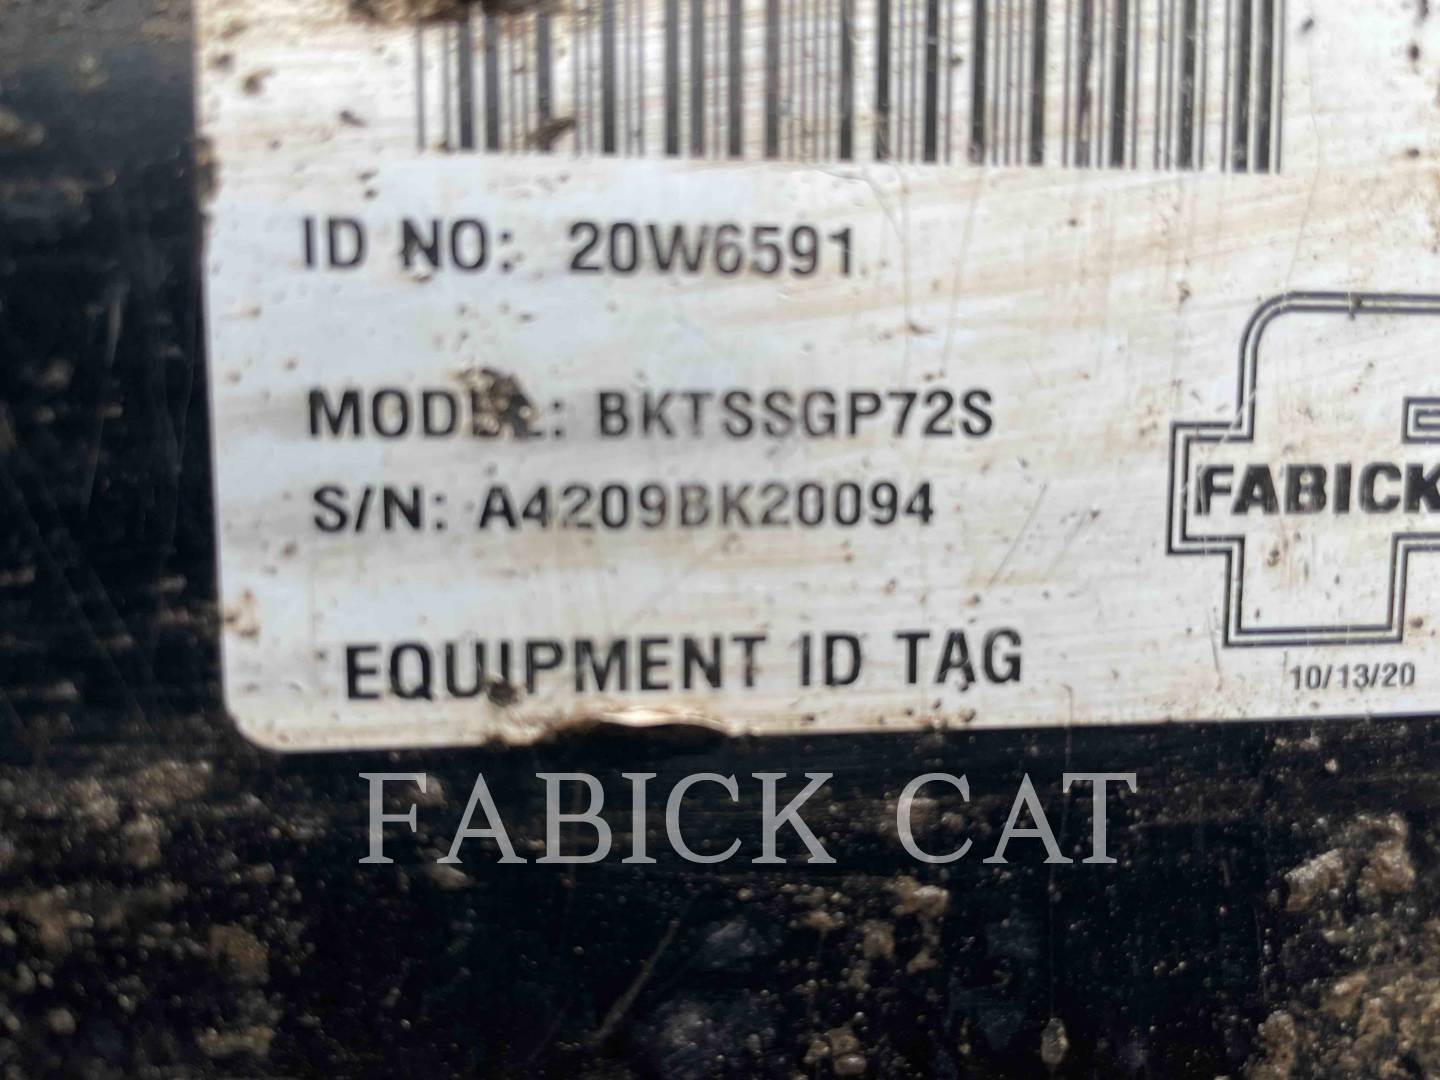 ID NO: 20W6591
MODEL: BKTSSGP72S
S/N: A4209BK20094
FABICK
EQUIPMENT ID TAG
10/13/20
FABICK CAT